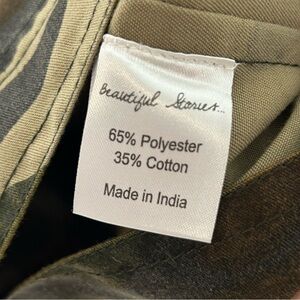 Beautiful Stories...
65% Polyester
35% Cotton
Made in India